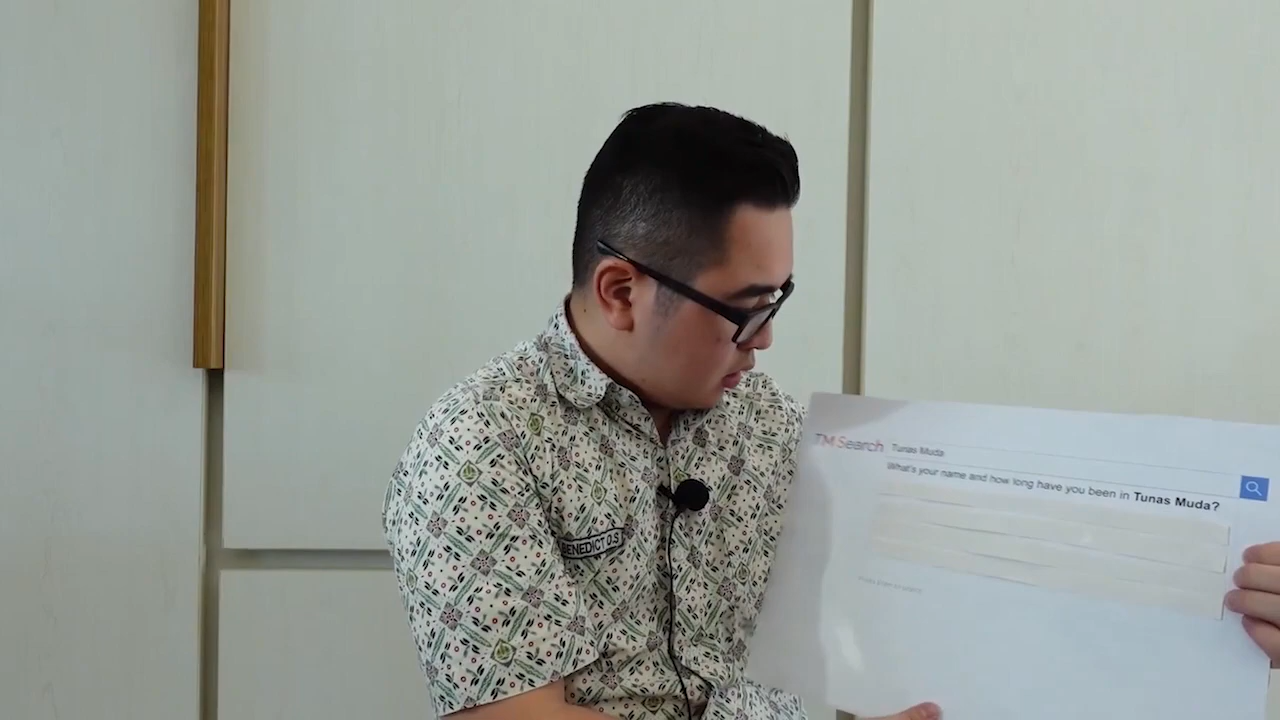 TM Search Tunas Muda
What's your name and how long have you been in Tunas Muda?
BENEDICT O.S